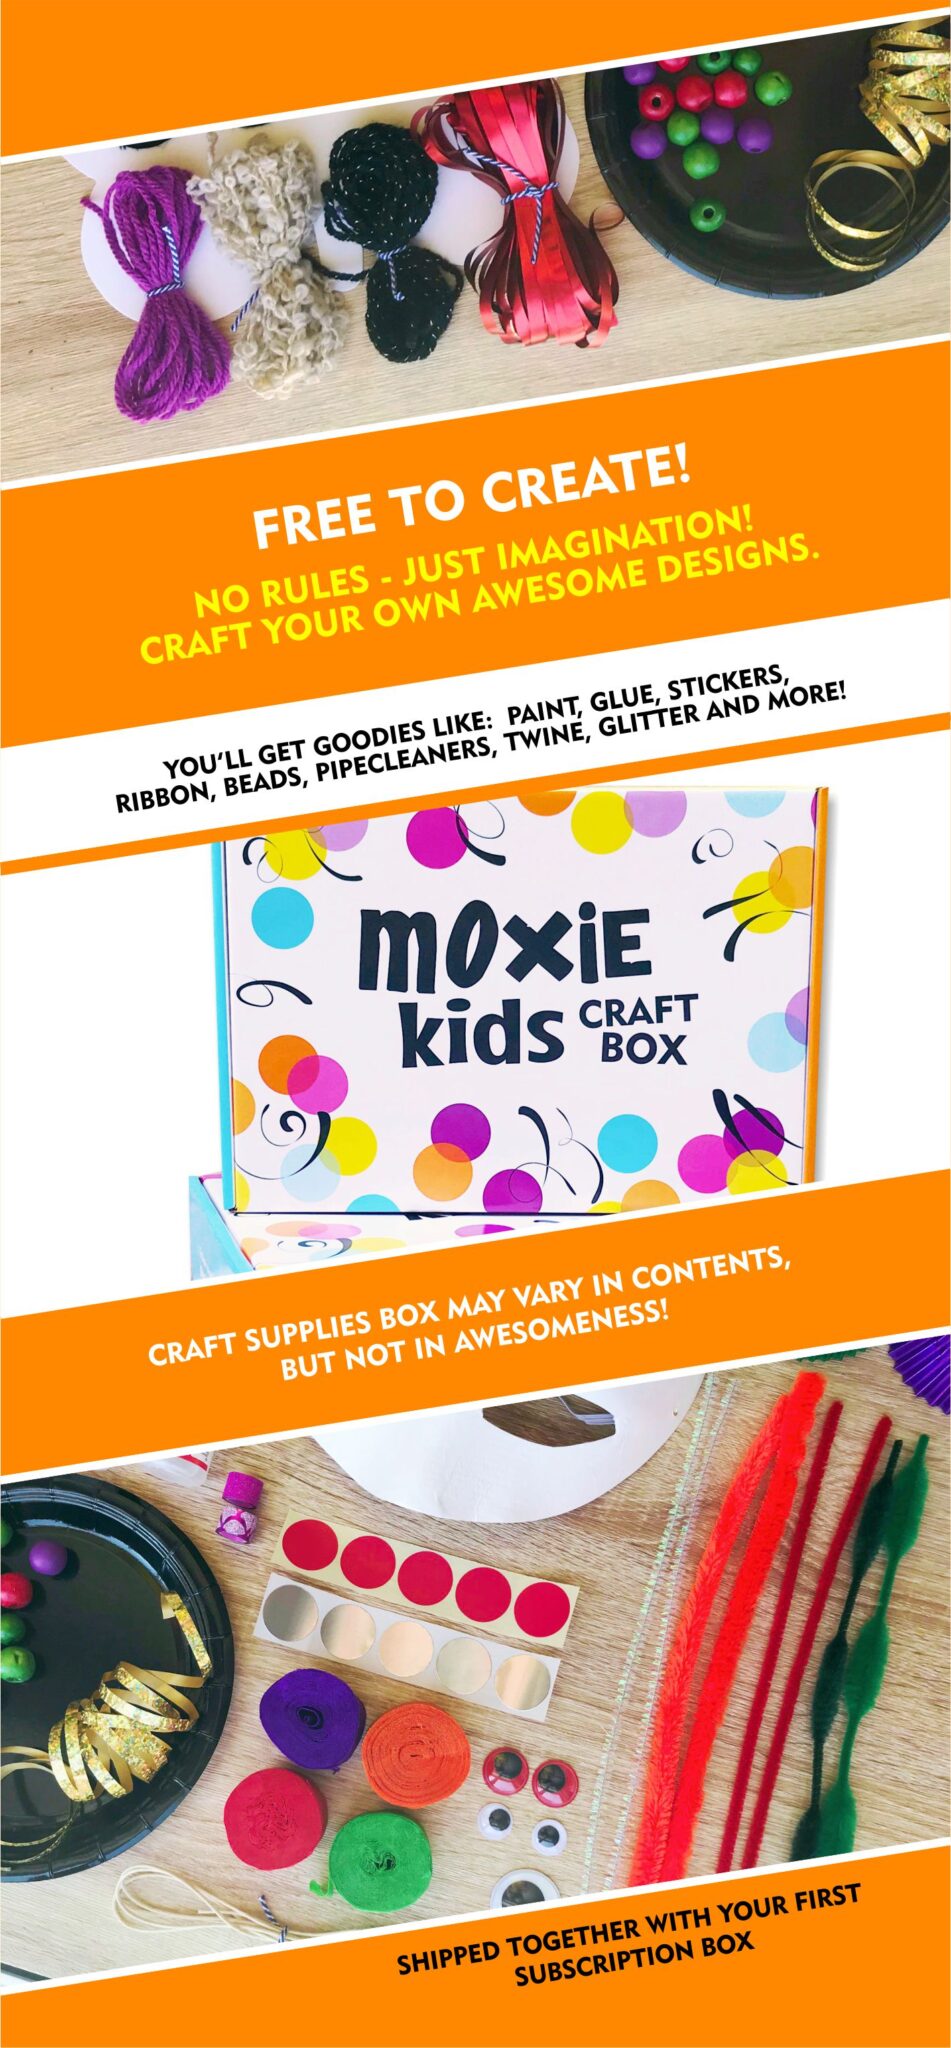 FREE TO CREATE!
NO RULES - JUST IMAGINATION!
CRAFT YOUR OWN AWESOME DESIGNS.
YOU'LL GET GOODIES LIKE: PAINT, GLUE, STICKERS,
RIBBON, BEADS, PIPECLEANERS, TWINE, GLITTER AND MORE!
MOXiE
kids CRAFT
BOX
CRAFT SUPPLIES BOX MAY VARY IN CONTENTS,
BUT NOT IN AWESOMENESS!
SHIPPED TOGETHER WITH YOUR FIRST
SUBSCRIPTION BOX